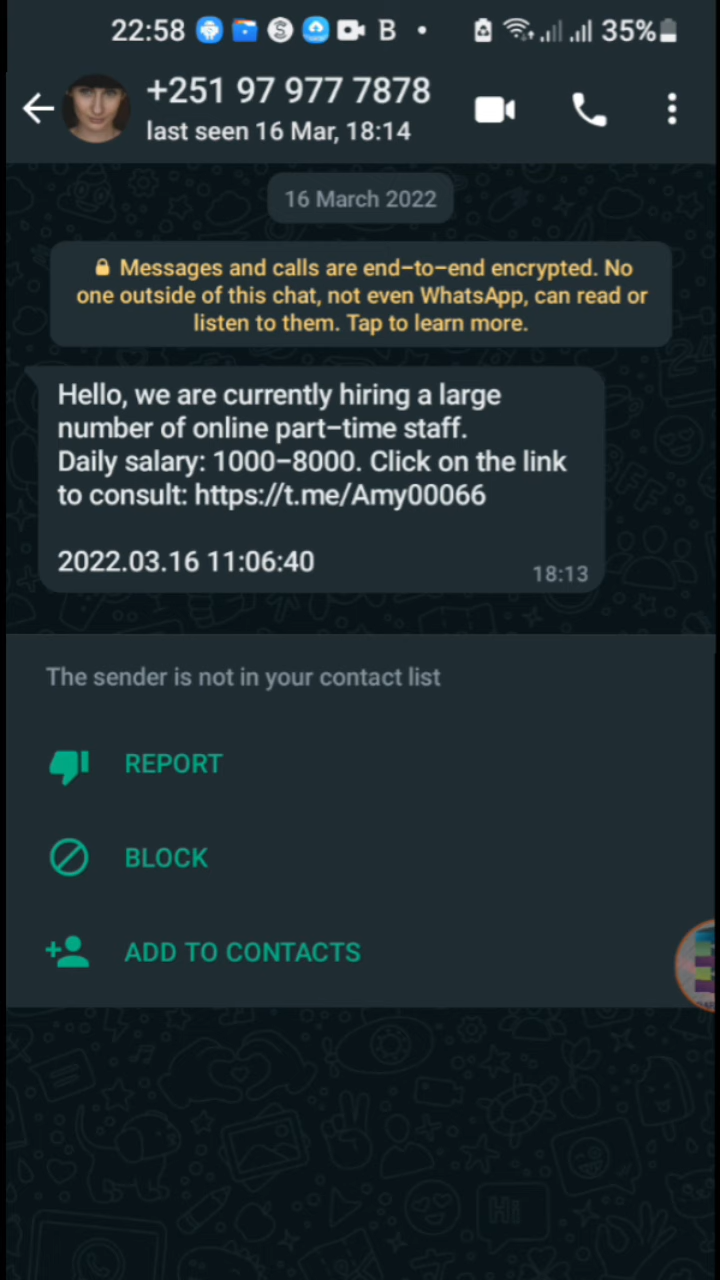 22:58
B
35%
+251 97 977 7878
last seen 16 Mar, 18:14
16 March 2022
Messages and calls are end-to-end encrypted. No
one outside of this chat, not even WhatsApp, can read or
listen to them. Tap to learn more.
Hello, we are currently hiring a large
number of online part-time staff.
Daily salary: 1000-8000. Click on the link
to consult: https://t.me/Amy00066
2022.03.16 11:06:40
18:13
The sender is not in your contact list
REPORT
BLOCK
ADD TO CONTACTS
Hi